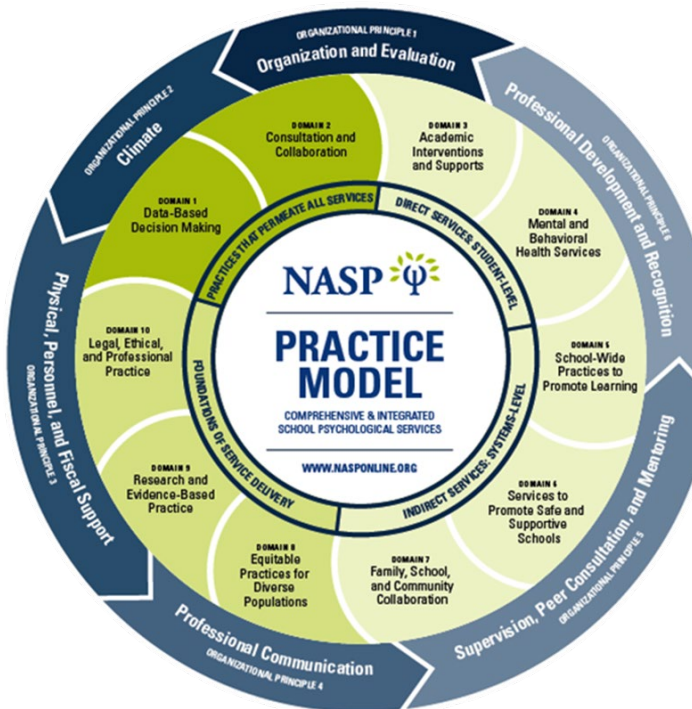 NASP
PRACTICE
MODEL
COMPREHENSIVE & INTEGRATED
SCHOOL PSYCHOLOGICAL SERVICES
WWW.NASPONLINE.ORG
PRACTICES THAT PERMEATE ALL SERVICES
DIRECT SERVICES: STUDENT-LEVEL
INDIRECT SERVICES: SYSTEMS-LEVEL
FOUNDATIONS OF SERVICE DELIVERY
DOMAIN 1
Data-Based
Decision Making
DOMAIN 2
Consultation and
Collaboration
DOMAIN 3
Academic
Interventions
and Supports
DOMAIN 4
Mental and
Behavioral
Health Services
DOMAIN 5
School-Wide
Practices to
Promote Learning
DOMAIN 6
Services to
Promote Safe and
Supportive
Schools
DOMAIN 7
Family, School,
and Community
Collaboration
DOMAIN 8
Equitable
Practices for
Diverse
Populations
DOMAIN 9
Research and
Evidence-Based
Practice
DOMAIN 10
Legal, Ethical,
and Professional
Practice
ORGANIZATIONAL PRINCIPLE 1
Organization and Evaluation
ORGANIZATIONAL PRINCIPLE 2
Climate
Physical, Personnel, and Fiscal Support
ORGANIZATIONAL PRINCIPLE 3
Professional Communication
ORGANIZATIONAL PRINCIPLE 4
Supervision, Peer Consultation, and Mentoring
ORGANIZATIONAL PRINCIPLE 5
ORGANIZATIONAL PRINCIPLE 6
Professional Development and Recognition